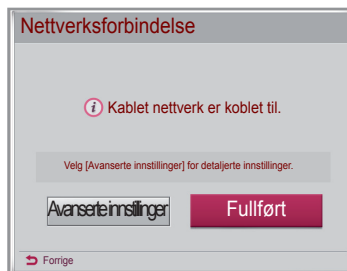 Nettverksforbindelse
Kablet nettverk er koblet til.
Velg [Avanserte innstillinger] for detaljerte innstillinger.
Avanserte innstillinger
Fullført
Forrige